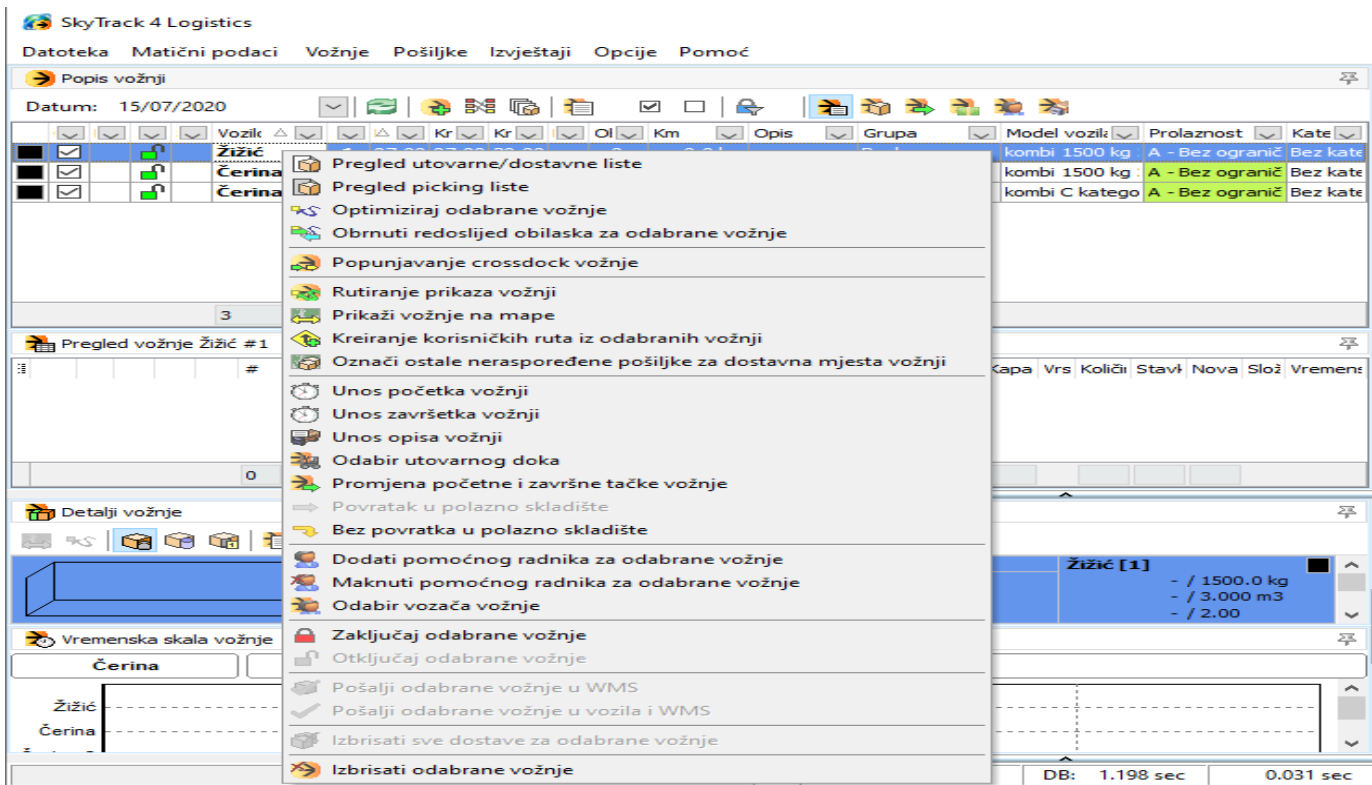 SkyTrack 4 Logistics
Datoteka Matični podaci Vožnje Pošiljke Izvještaji Opcije Pomoć
Popis vožnji
Datum: 15/07/2020
Vozilc Kr Kr Ol Km Opis Grupa Model vozila Prolaznost Kate
Žižić kombi 1500 kg A - Bez ogranič Bez kate
Čerina kombi 1500 kg A - Bez ogranič Bez kate
Čerina kombi C katego A - Bez ogranič Bez kate
3
Pregled vožnje Žižić #1
# Kapa Vrs Količi Stavk Nova Slož Vremens
0
Detalji vožnje
Žižić [1]
- / 1500.0 kg
- / 3.000 m3
- / 2.00
Vremenska skala vožnje
Čerina
Žižić
Čerina
Pregled utovarne/dostavne liste
Pregled picking liste
Optimiziraj odabrane vožnje
Obrnuti redoslijed obilaska za odabrane vožnje
Popunjavanje crossdock vožnje
Rutiranje prikaza vožnji
Prikaži vožnje na mape
Kreiranje korisničkih ruta iz odabranih vožnji
Označi ostale neraspoređene pošiljke za dostavna mjesta vožnji
Unos početka vožnji
Unos završetka vožnji
Unos opisa vožnji
Odabir utovarnog doka
Promjena početne i završne tačke vožnje
Povratak u polazno skladište
Bez povratka u polazno skladište
Dodati pomoćnog radnika za odabrane vožnje
Maknuti pomoćnog radnika za odabrane vožnje
Odabir vozača vožnje
Zaključaj odabrane vožnje
Otključaj odabrane vožnje
Pošalji odabrane vožnje u WMS
Pošalji odabrane vožnje u vozila i WMS
Izbrisati sve dostave za odabrane vožnje
Izbrisati odabrane vožnje
DB: 1.198 sec 0.031 sec